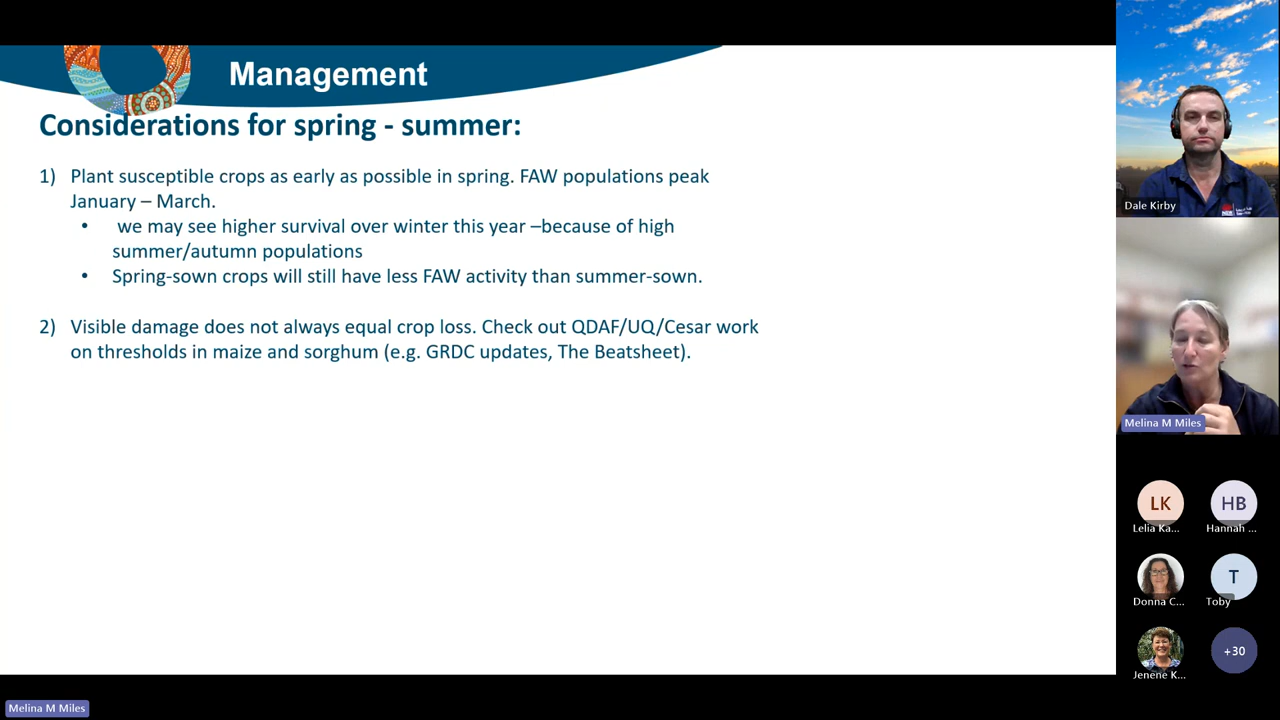 Management
Considerations for spring - summer:
1) Plant susceptible crops as early as possible in spring. FAW populations peak
January – March.
• we may see higher survival over winter this year –because of high
summer/autumn populations
• Spring-sown crops will still have less FAW activity than summer-sown.
2) Visible damage does not always equal crop loss. Check out QDAF/UQ/Cesar work
on thresholds in maize and sorghum (e.g. GRDC updates, The Beatsheet).
Dale Kirby
Melina M Miles
LK
HB
Lelia Ka...
Hannah ...
T
Donna C...
Toby
+30
Jenene K...
Melina M Miles